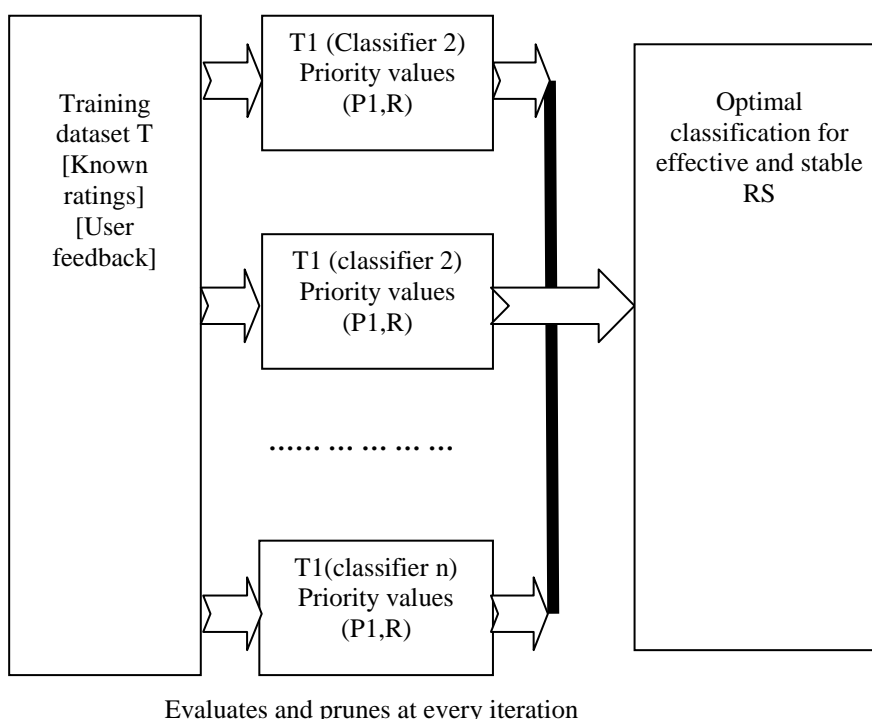 Training
dataset T
[Known
ratings]
[User
feedback]
T1 (Classifier 2)
Priority values
(P1,R)
T1 (classifier 2)
Priority values
(P1,R)
…... … … … …
T1(classifier n)
Priority values
(P1,R)
Optimal
classification for
effective and stable
RS
Evaluates and prunes at every iteration